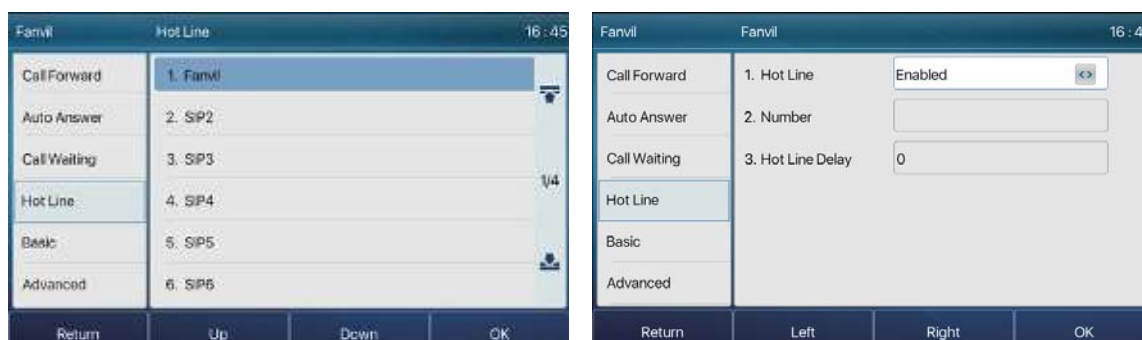 Fanvil Hot Line 16:45
Call Forward
Auto Answer
Call Waiting
Hot Line
Basic
Advanced
1. Fanvil
2. SIP2
3. SIP3
4. SIP4
5. SIP5
6. SIP6
1/4
Return Up Down OK
Fanvil Fanvil 16:4
Call Forward
Auto Answer
Call Waiting
Hot Line
Basic
Advanced
1. Hot Line Enabled
2. Number
3. Hot Line Delay 0
Return Left Right OK